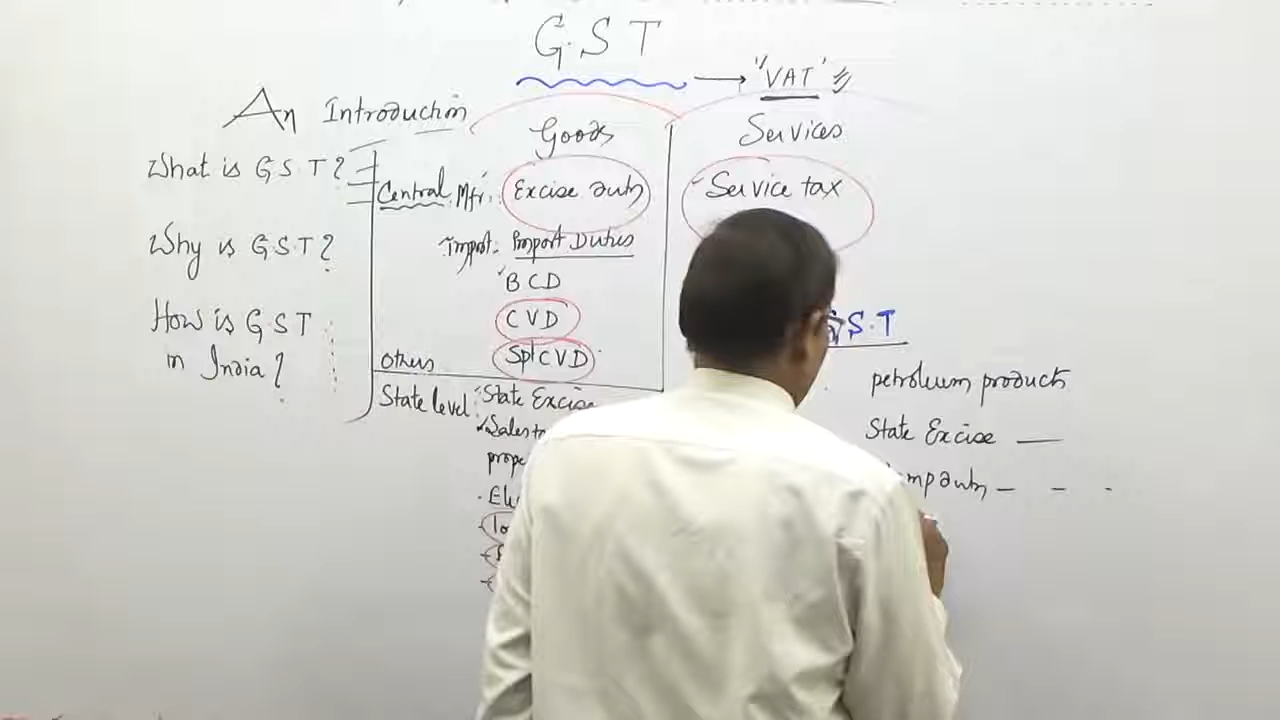 G.S T
"VAT"
An Introduction
Goods
Services
What is G.S.T?
Central Mfr: Excise duty
Service tax
Why is G.S.T?
Import: Import Duties
BCD
How is G.S.T
CVD
G.S.T
in India?
Others
Spl CVD
petroleum products
State level: State Excise
State Excise —
Sales